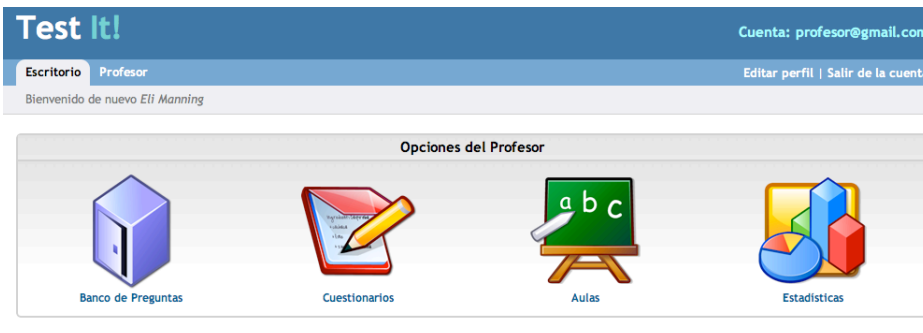 Test It!
Cuenta: profesor@gmail.con
Escritorio Profesor
Editar perfil | Salir de la cuenta
Bienvenido de nuevo Eli Manning
Opciones del Profesor
a b c
Banco de Preguntas
Cuestionarios
Aulas
Estadisticas